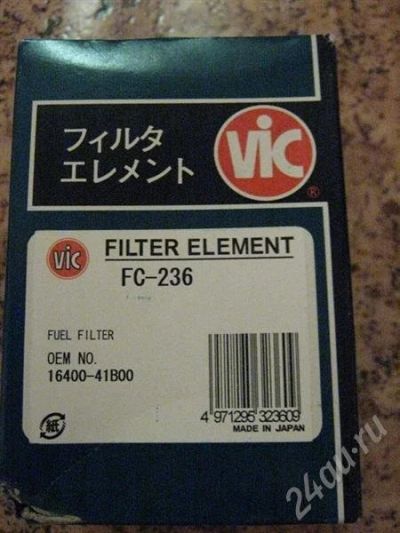 フィルタ
エレメント
VIC
®
VIC
FILTER ELEMENT
FC-236
FUEL FILTER
OEM NO.
16400-41B00
4 971295 323609
MADE IN JAPAN
紙
24au.ru